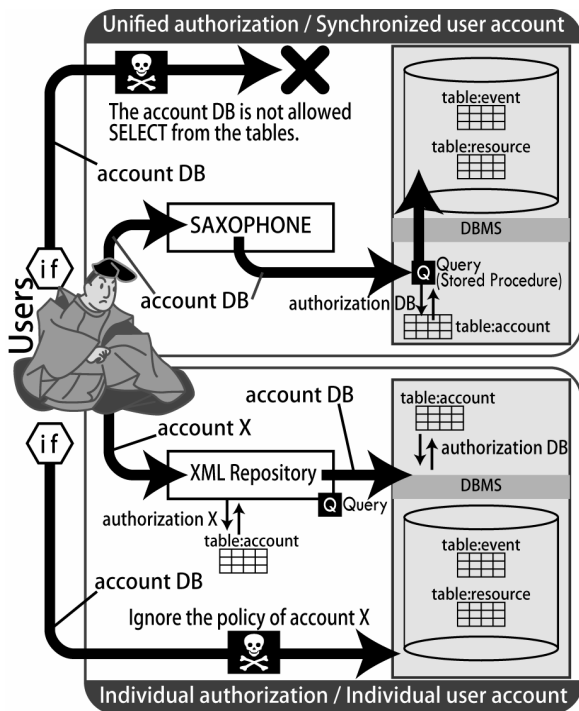 Unified authorization / Synchronized user account
The account DB is not allowed
SELECT from the tables.
account DB
table:event
table:resource
DBMS
SAXOPHONE
if
account DB
Q
Query
(Stored Procedure)
authorization DB
table:account
Users
if
account X
account DB
table:account
authorization DB
XML Repository
DBMS
Q
Query
authorization X
table:account
account DB
table:event
table:resource
Ignore the policy of account X
Individual authorization / Individual user account